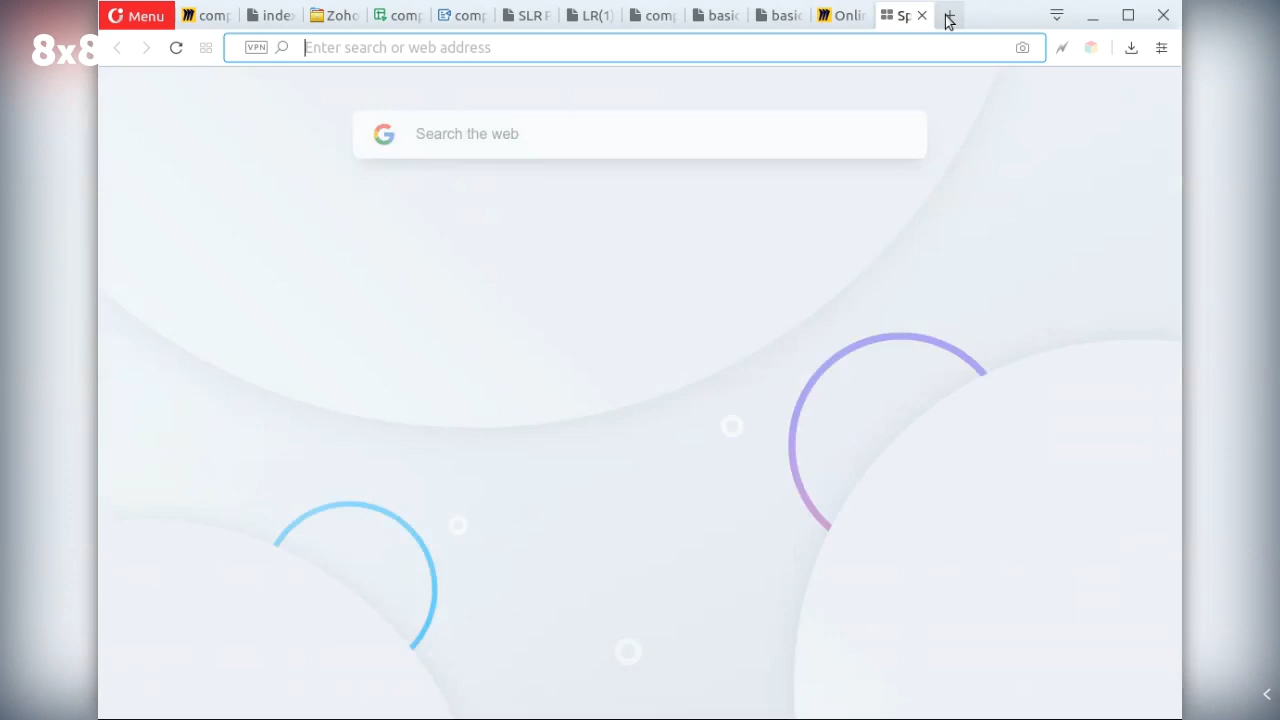 Menu
comp
index
Zoho
comp
comp
SLR P
LR(1)
comp
basic
basic
Onlin
Sp
8x8
VPN
Enter search or web address
Search the web